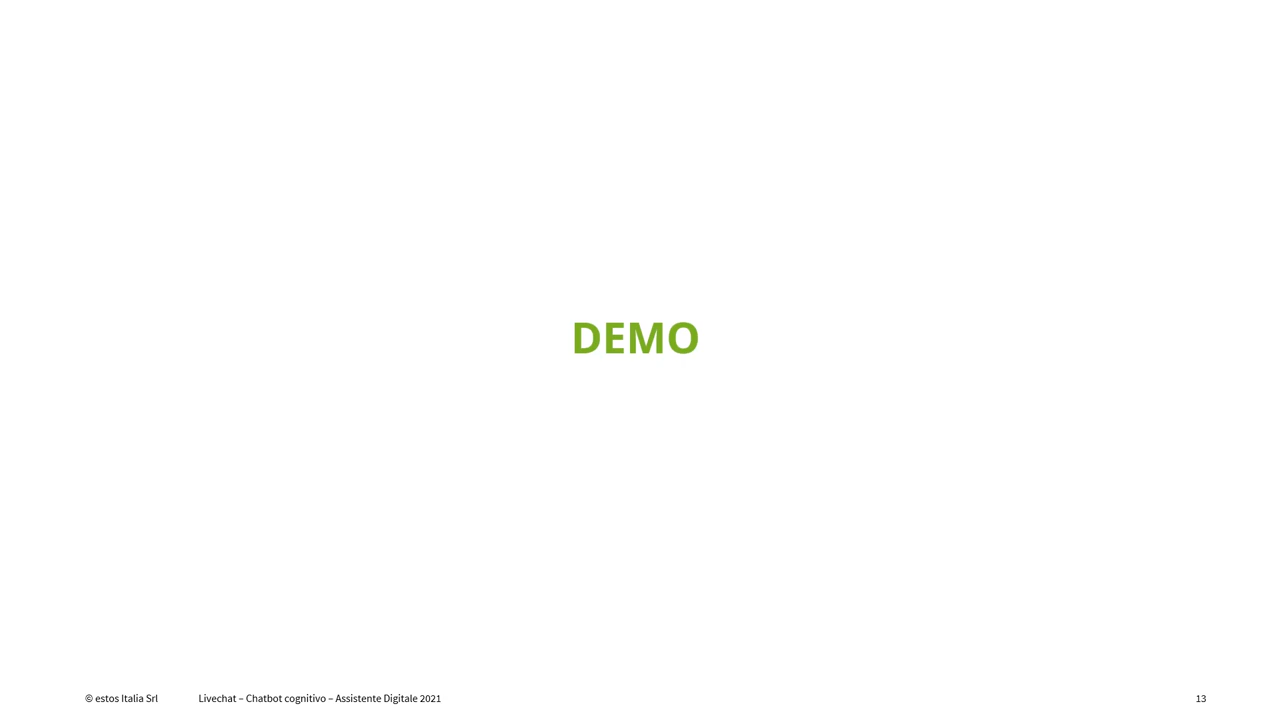 DEMO
© estos Italia Srl Livechat – Chatbot cognitivo – Assistente Digitale 2021 13